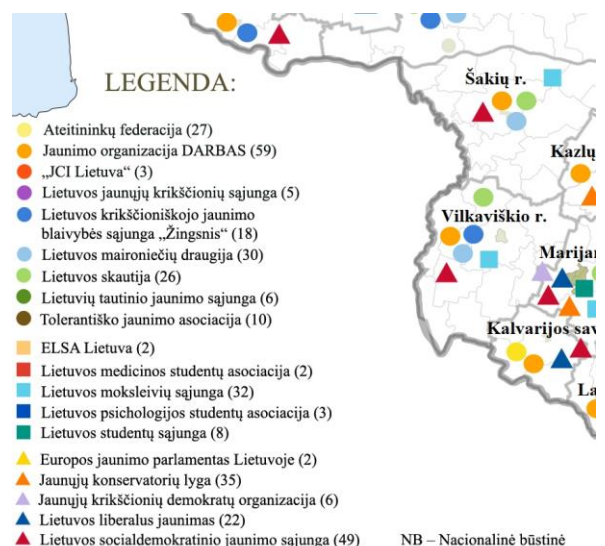 LEGENDA:
Ateitininkų federacija (27)
Jaunimo organizacija DARBAS (59)
„JCI Lietuva“ (3)
Lietuvos jaunųjų krikščionių sąjunga (5)
Lietuvos krikščioniškojo jaunimo
blaivybės sąjunga „Žingsnis“ (18)
Lietuvos maironiečių draugija (30)
Lietuvos skautija (26)
Lietuvių tautinio jaunimo sąjunga (6)
Tolerantiško jaunimo asociacija (10)
ELSA Lietuva (2)
Lietuvos medicinos studentų asociacija (2)
Lietuvos moksleivių sąjunga (32)
Lietuvos psichologijos studentų asociacija (3)
Lietuvos studentų sąjunga (8)
Europos jaunimo parlamentas Lietuvoje (2)
Jaunųjų konservatorių lyga (35)
Jaunųjų krikščionių demokratų organizacija (6)
Lietuvos liberalus jaunimas (22)
Lietuvos socialdemokratinio jaunimo sąjunga (49)
NB – Nacionalinė būstinė
Šakių r.
Kazlų
Vilkaviškio r.
Marijam
Kalvarijos sav
La